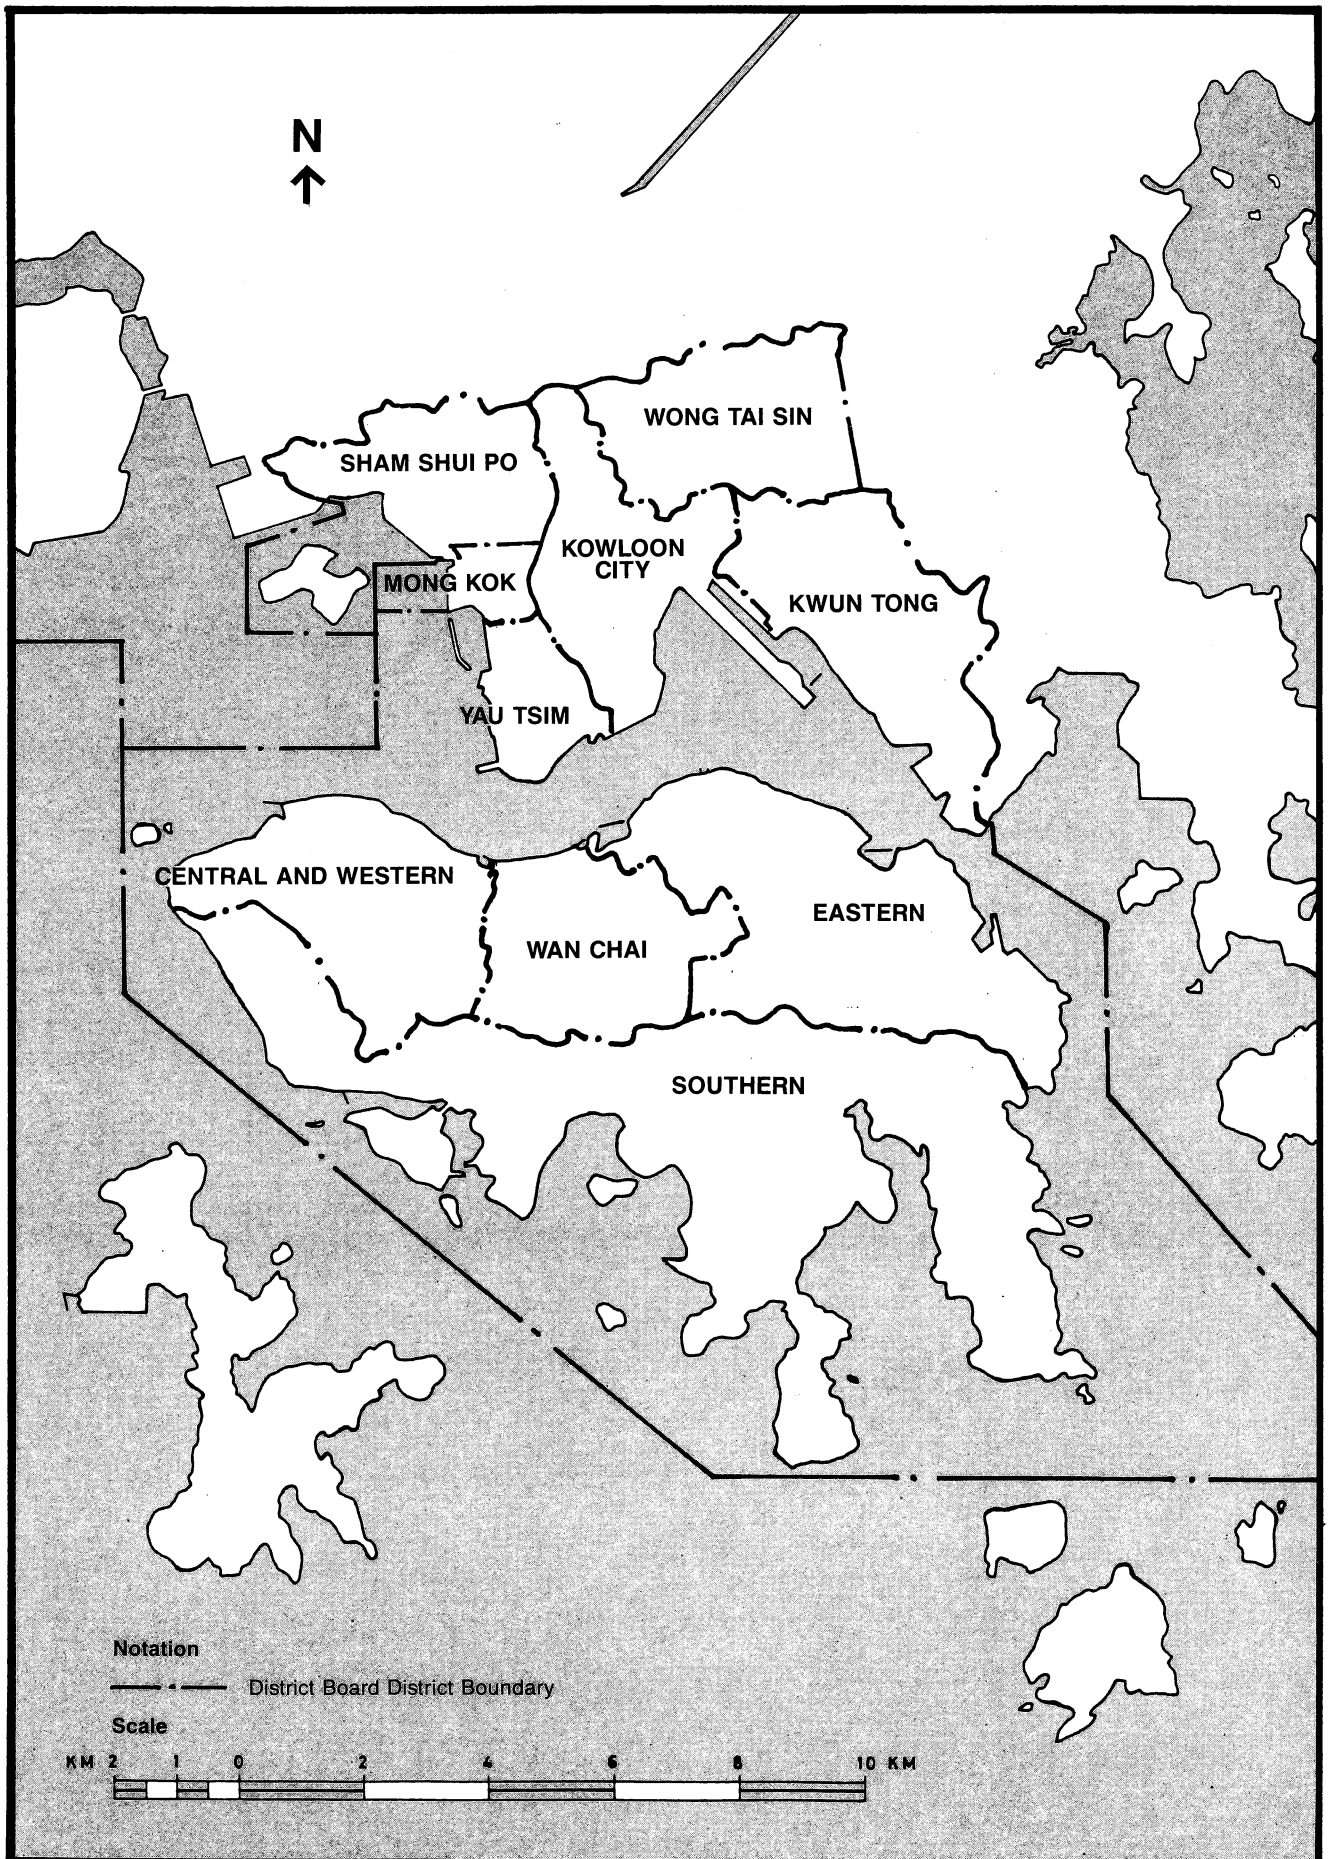 N
WONG TAI SIN
SHAM SHUI PO
KOWLOON
CITY
MONG KOK
KWUN TONG
YAU TSIM
CENTRAL AND WESTERN
EASTERN
WAN CHAI
SOUTHERN
Notation
District Board District Boundary
Scale
KM 2 1 0 2 4 6 8 10 KM